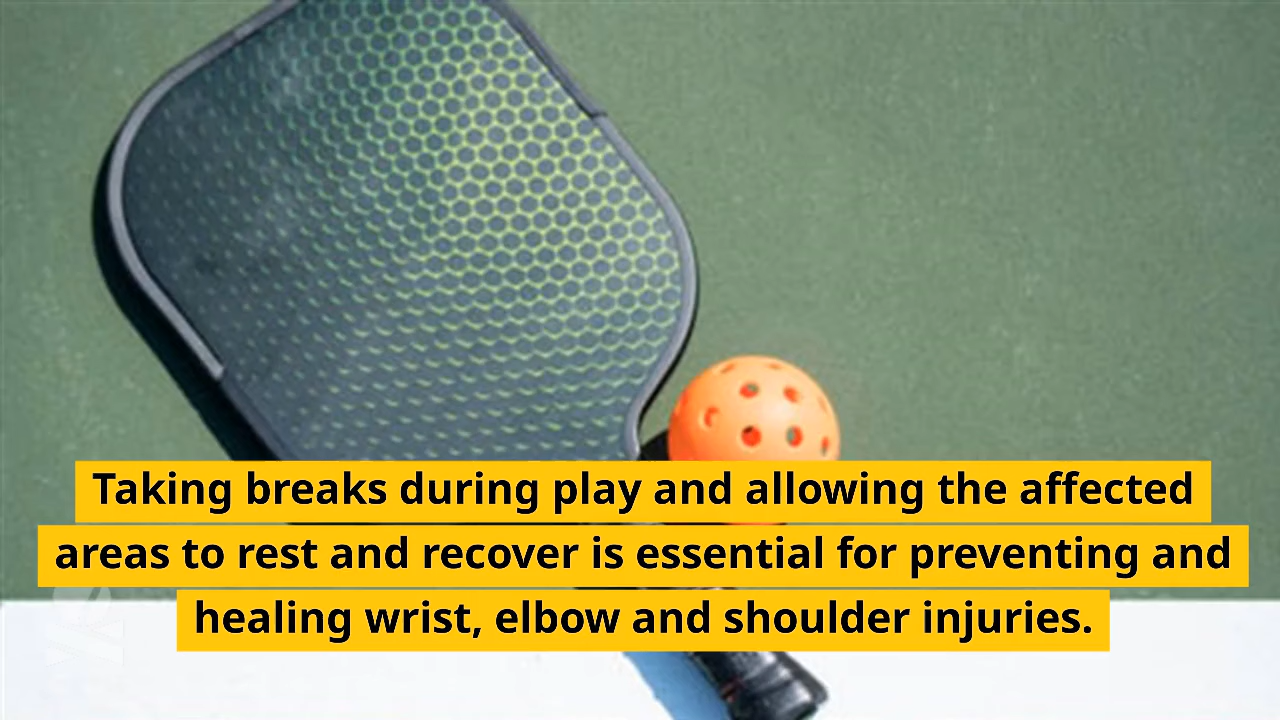 Taking breaks during play and allowing the affected
areas to rest and recover is essential for preventing and
healing wrist, elbow and shoulder injuries.